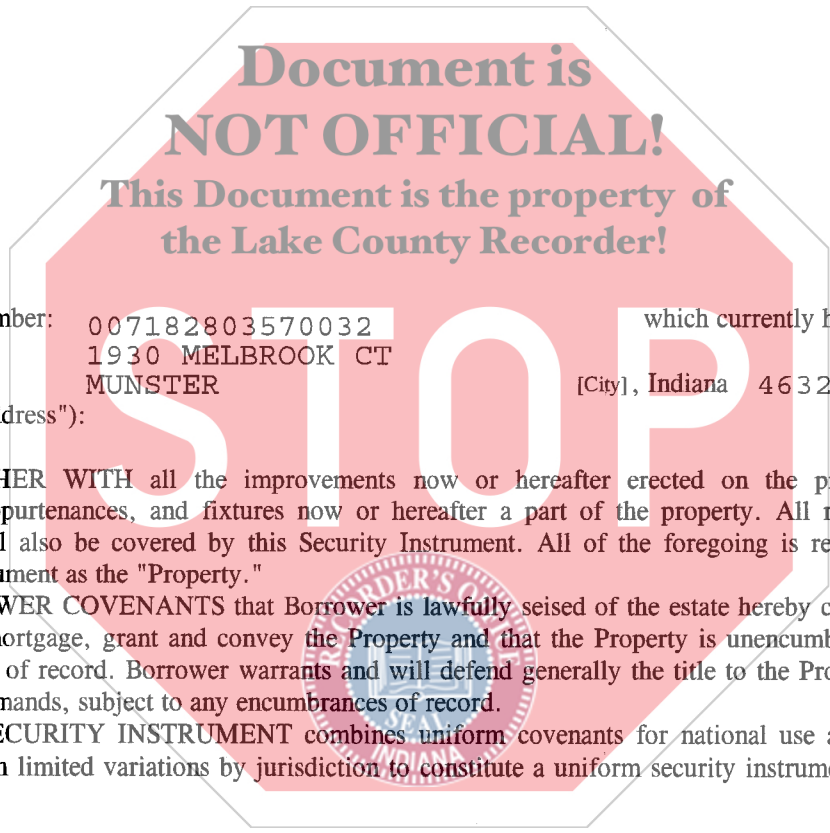 Document is
NOT OFFICIAL!
This Document is the property of
the Lake County Recorder!
STOP
mber: 007182803570032 which currently h
1930 MELBROOK CT
MUNSTER [City], Indiana 4632
dress"):
HER WITH all the improvements now or hereafter erected on the p
purtenances, and fixtures now or hereafter a part of the property. All r
l also be covered by this Security Instrument. All of the foregoing is re
ument as the "Property."
WER COVENANTS that Borrower is lawfully seised of the estate hereby c
ortgage, grant and convey the Property and that the Property is unencumb
of record. Borrower warrants and will defend generally the title to the Pro
mands, subject to any encumbrances of record.
ECURITY INSTRUMENT combines uniform covenants for national use a
n limited variations by jurisdiction to constitute a uniform security instrume
RECORDER'S OFFICE
SEAL
INDIANA